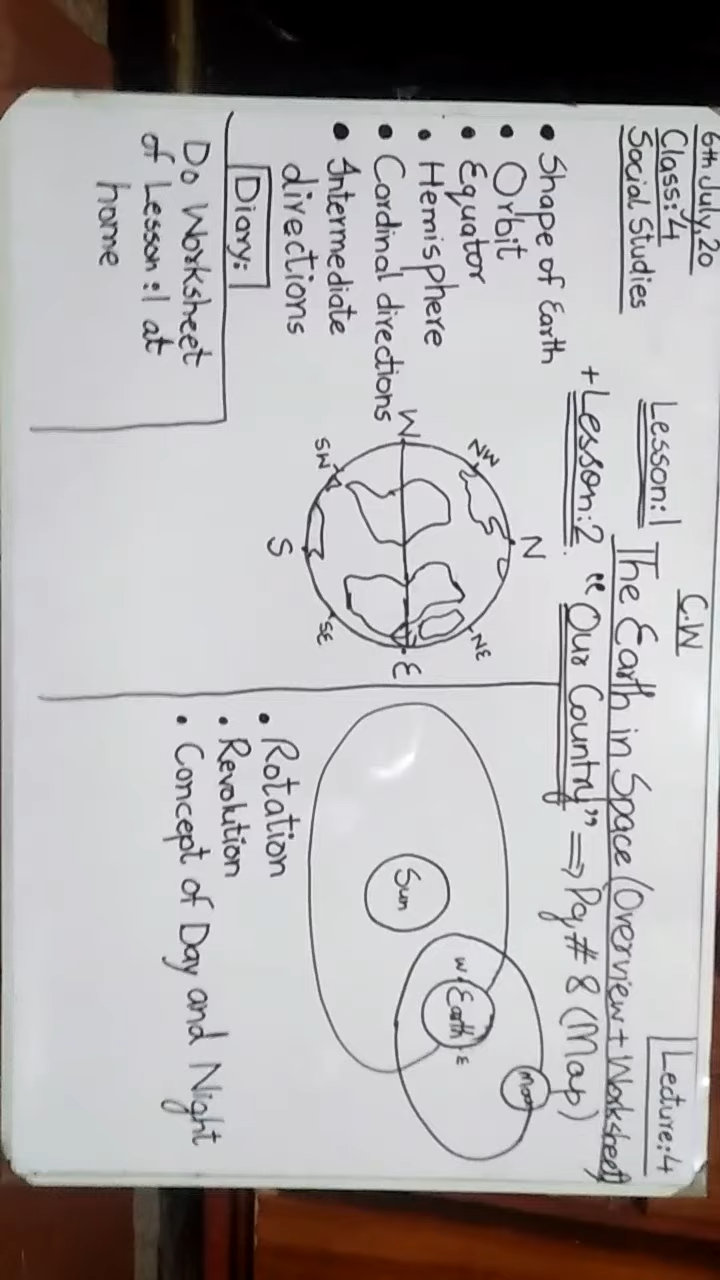 6th July,20
Class: 4
Social Studies
C.W
Lecture:4
Lesson:1 The Earth in Space (Overview + Worksheet)
+ Lesson:2 "Our Country" ⇒ Pg# 8 (Map)
• Shape of Earth
• Orbit
• Equator
• Hemisphere
• Cardinal directions
• Intermediate
directions
Diary:
Do Worksheet
of Lesson:1 at
home
N
NW
NE
W
E
SW
SE
S
Sun
W
Earth
E
Moon
• Rotation
• Revolution
• Concept of Day and Night